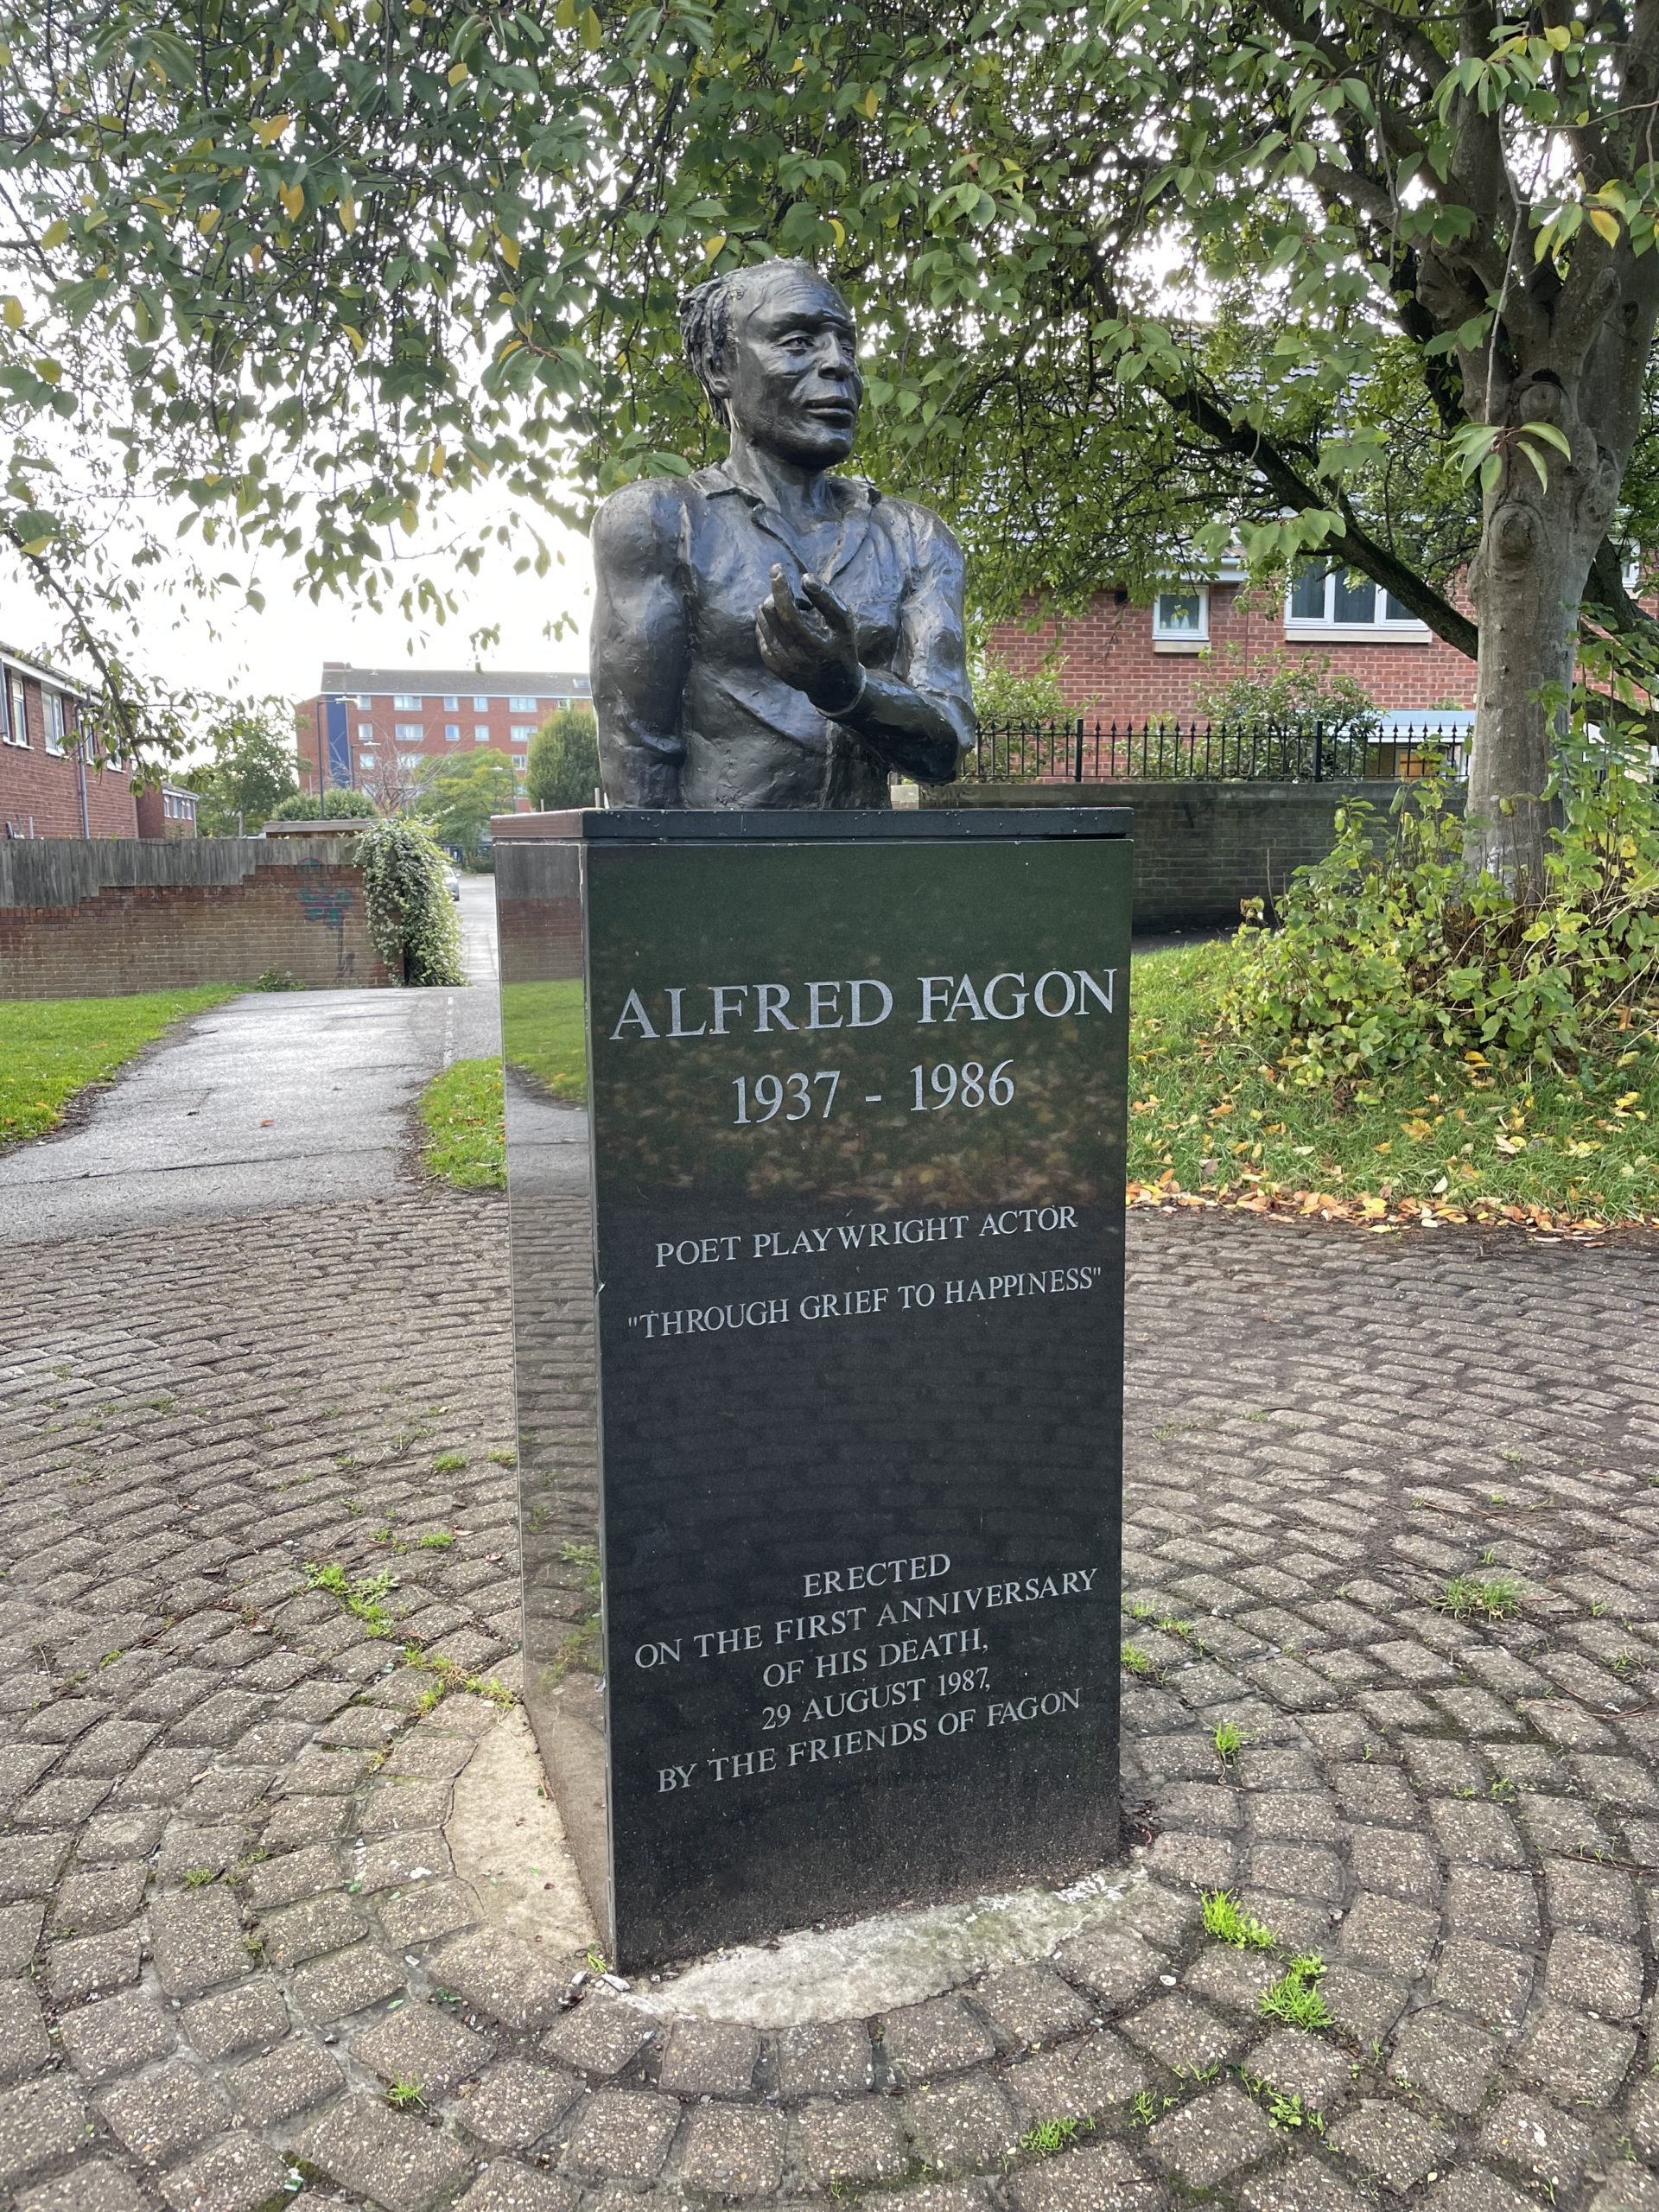 ALFRED FAGON
1937 - 1986
POET PLAYWRIGHT ACTOR
"THROUGH GRIEF TO HAPPINESS"
ERECTED
ON THE FIRST ANNIVERSARY
OF HIS DEATH,
29 AUGUST 1987,
BY THE FRIENDS OF FAGON